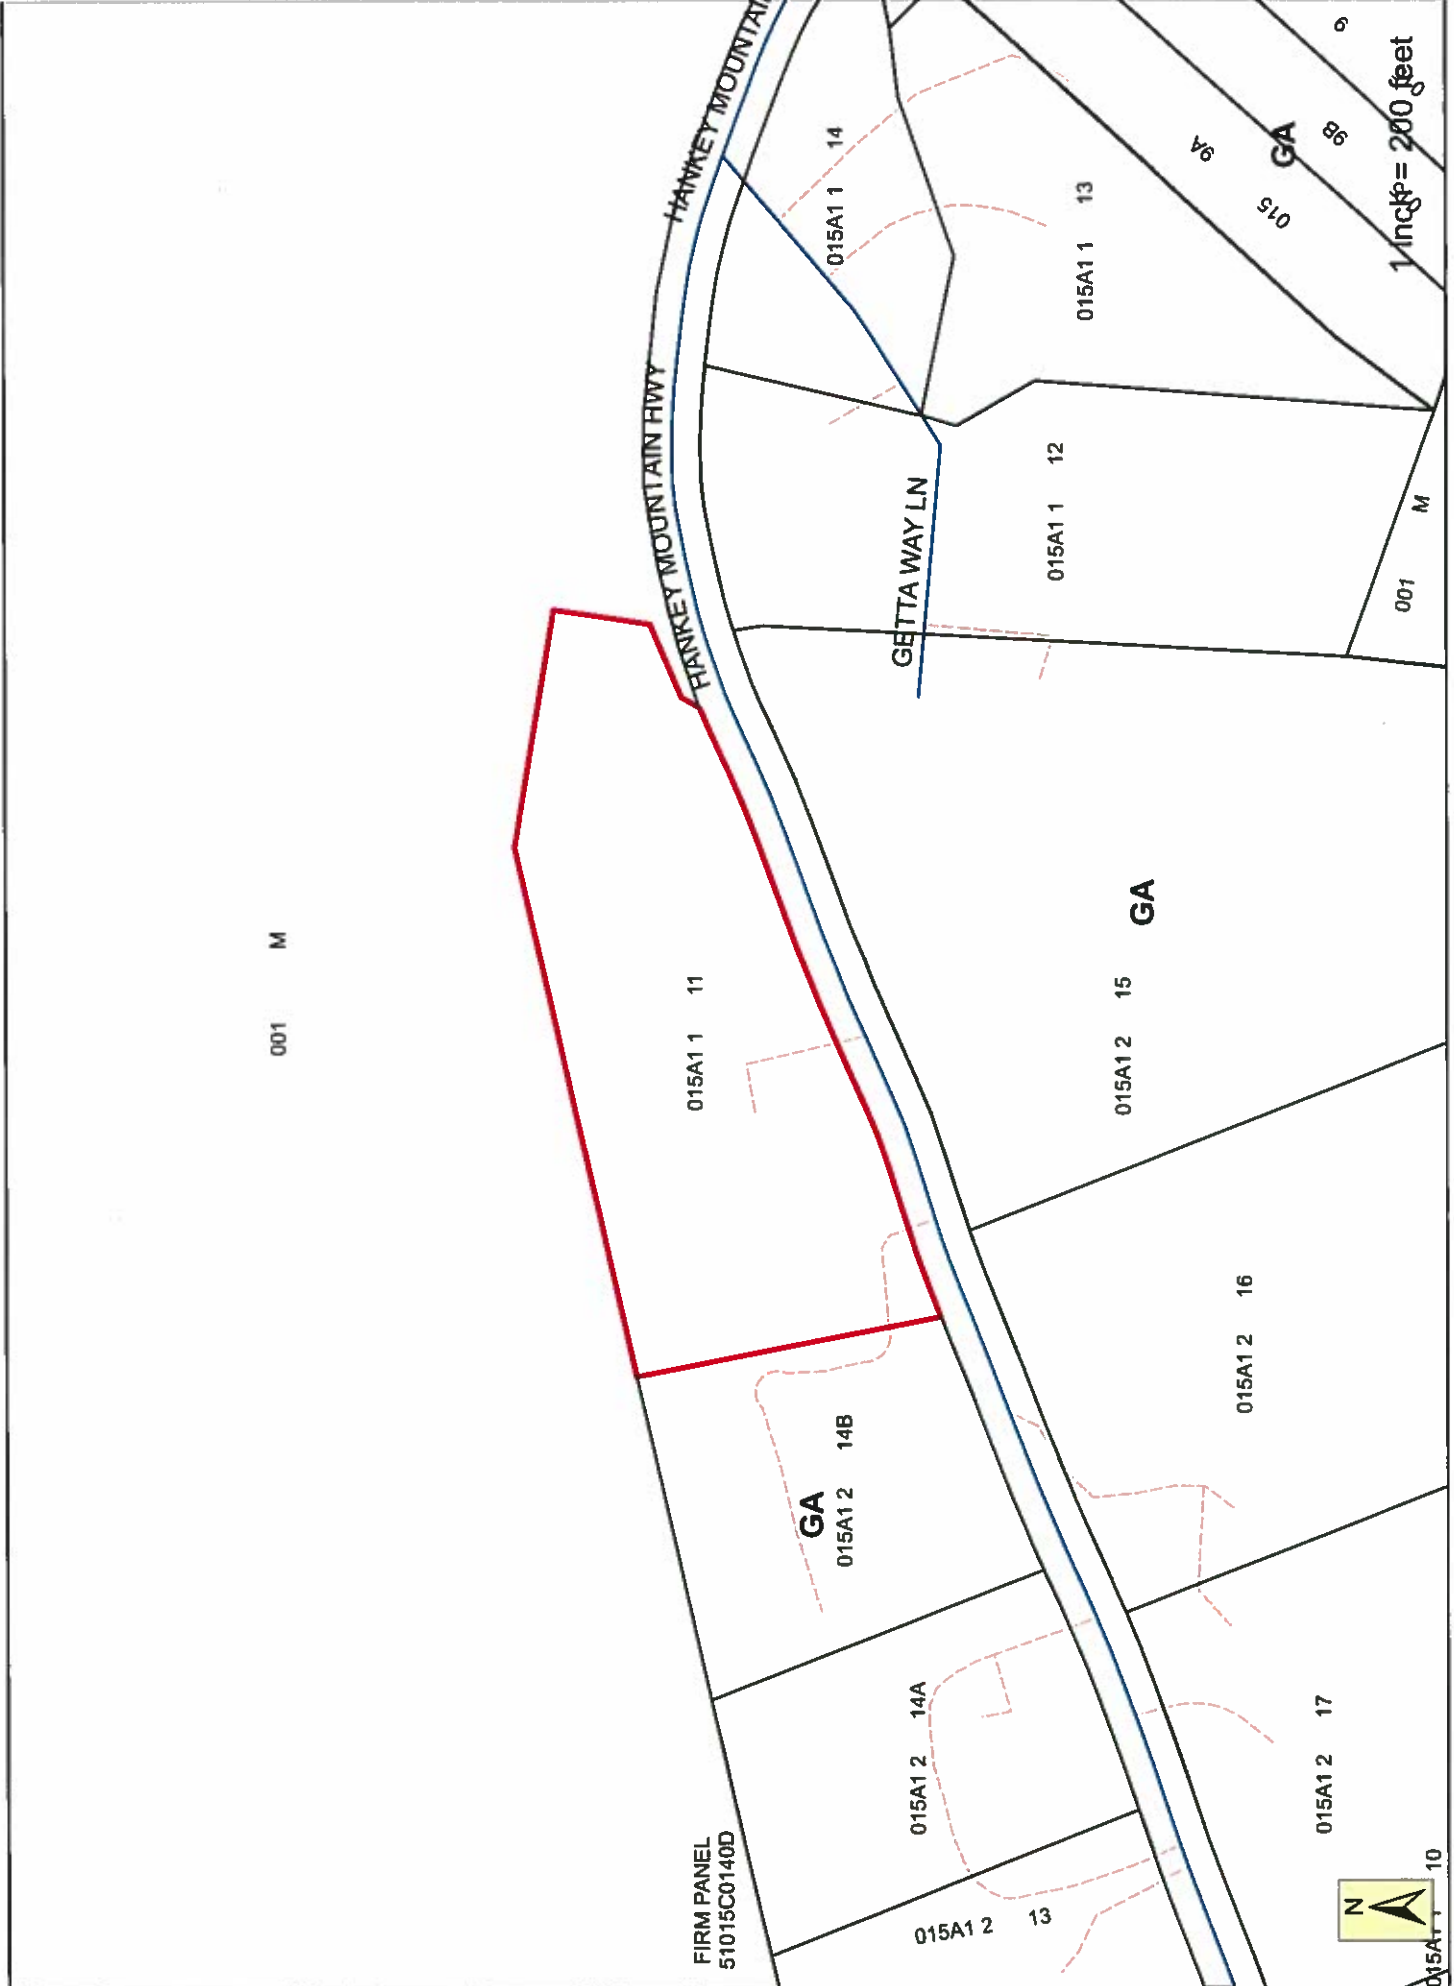 001 M
HANKEY MOUNTAIN HWY
HANKEY MOUNTAIN HWY
HANKEY MOUNTAI
FIRM PANEL
51015C0140D
015A1 1 11
015A1 1 14
GA
015A1 2 14B
GETTA WAY LN
015A1 2 14A
015A1 2 13
015A1 1 12
015A1 1 13
GA
015A1 2 15
015A1 2 16
015A1 2 17
015 9A
GA
9B
9
001 M
1 Inch = 200 feet
N
10